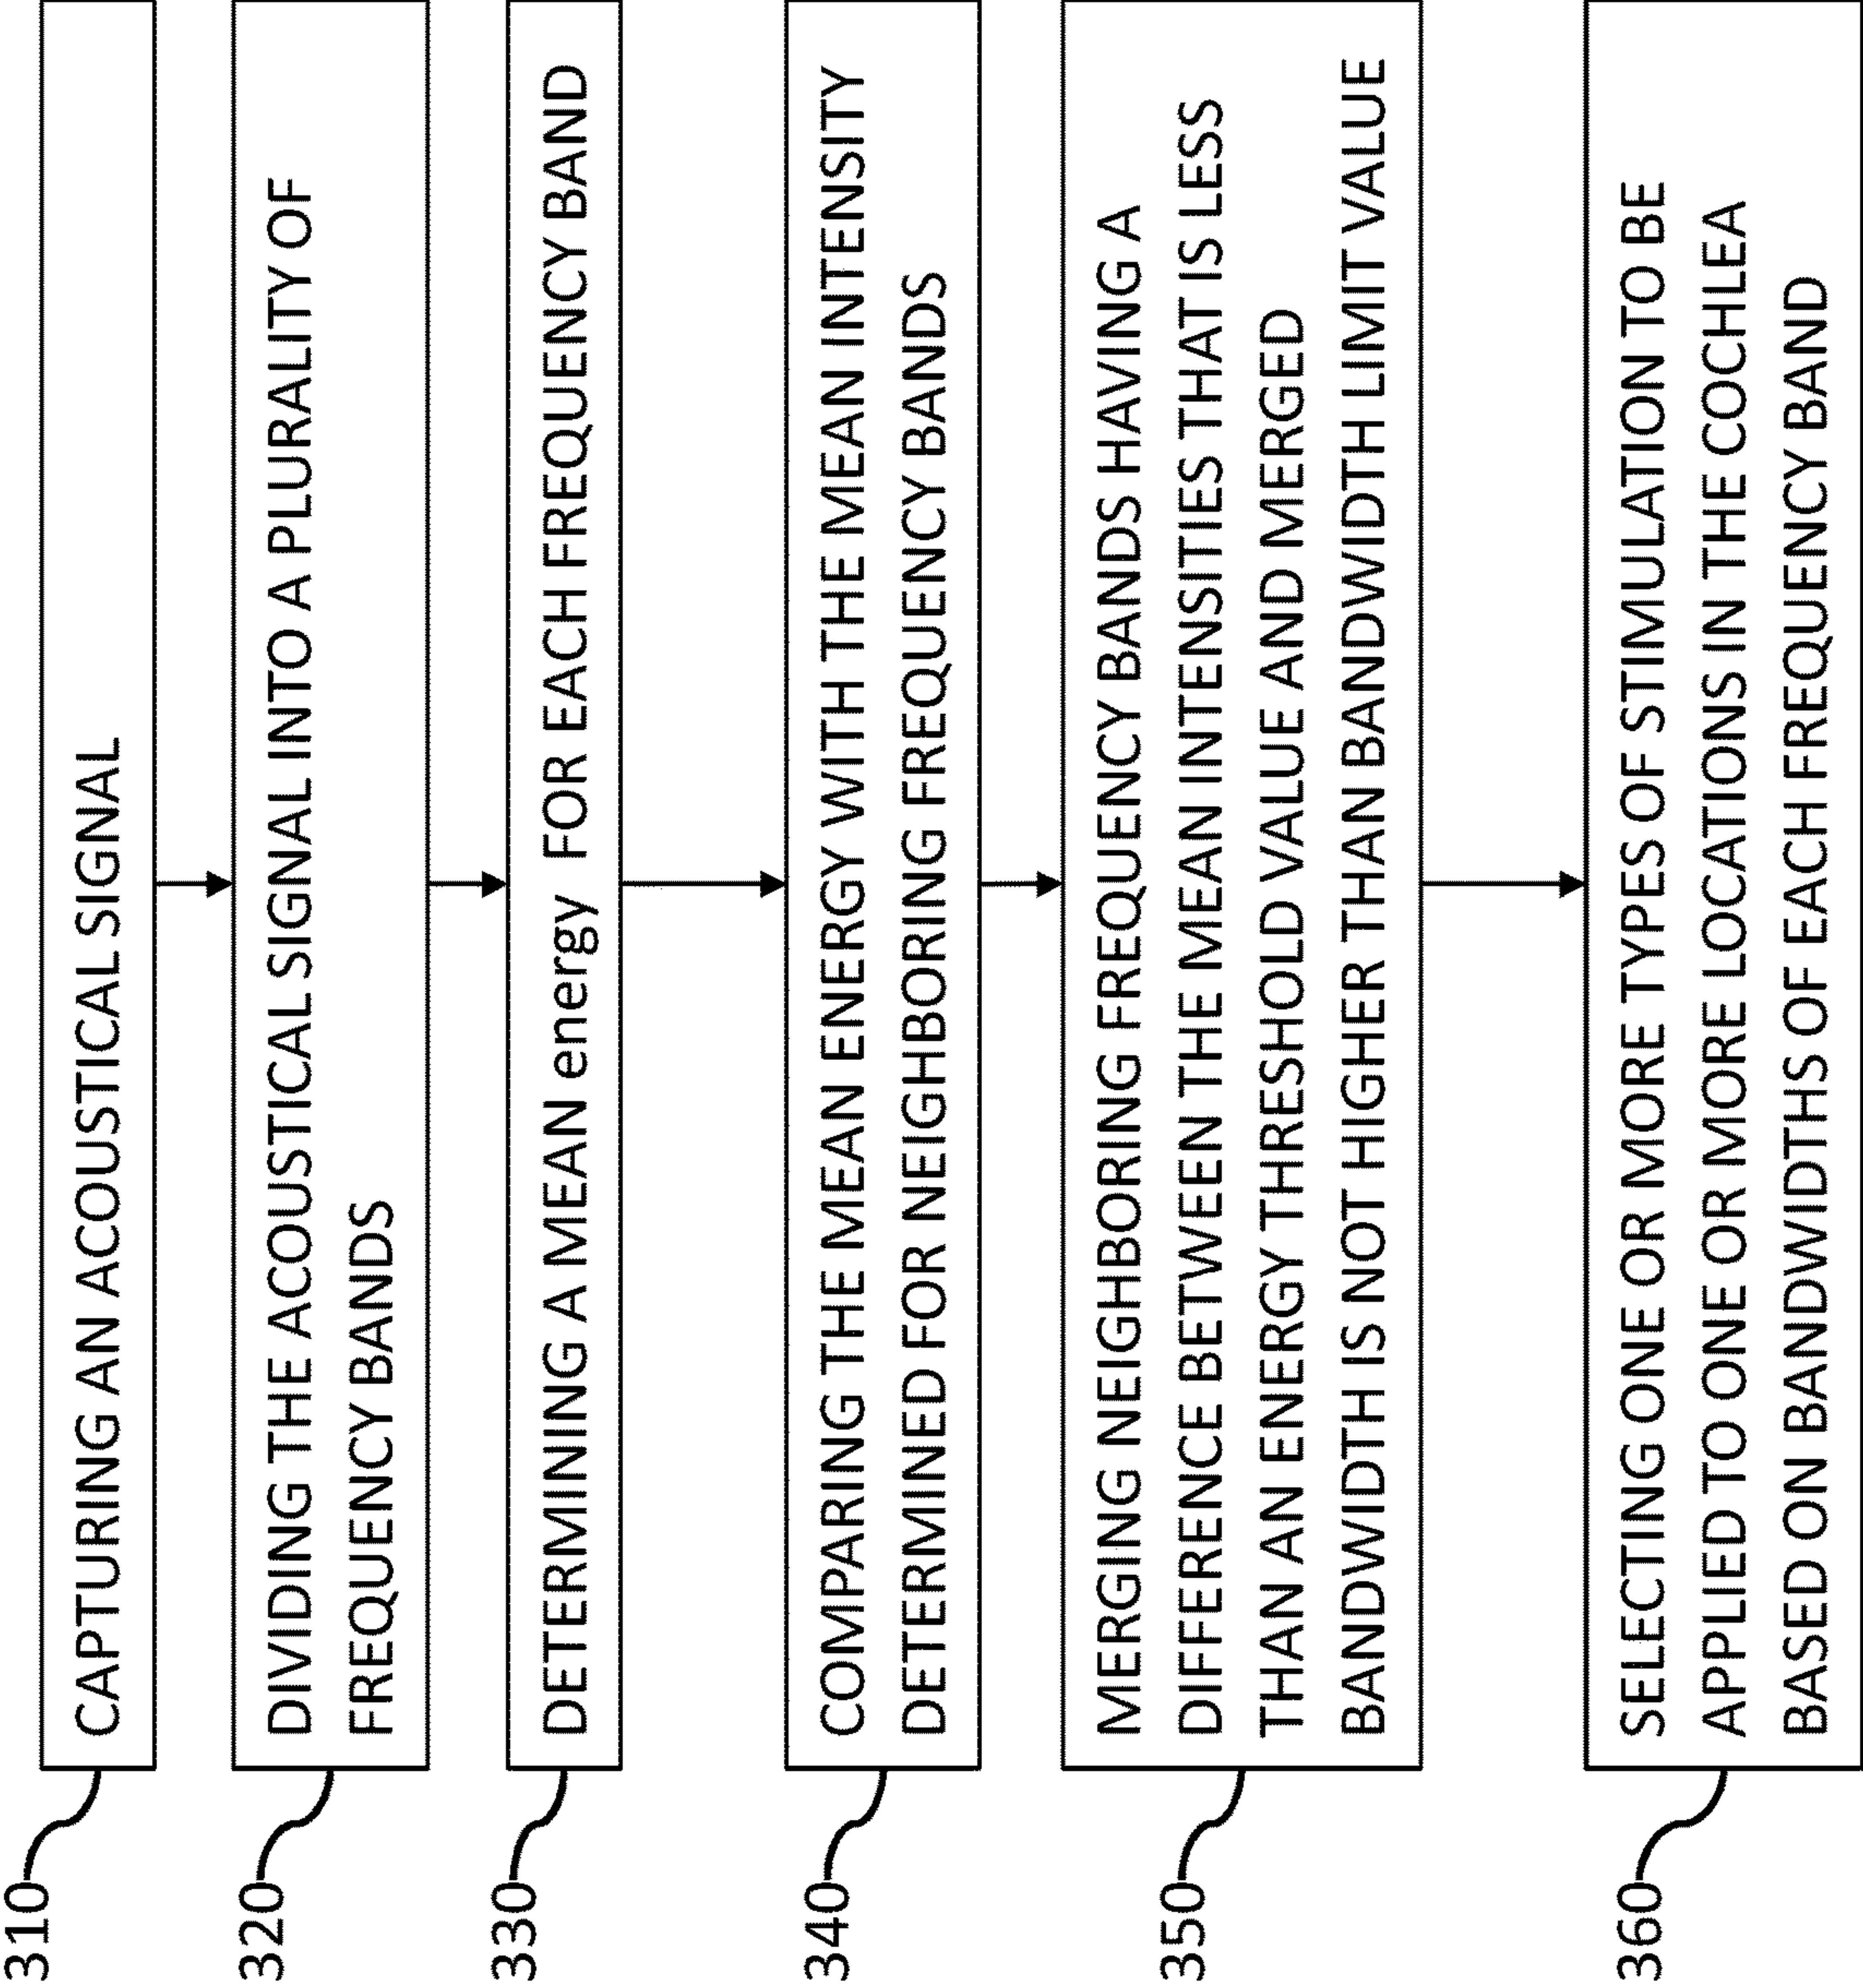 310
CAPTURING AN ACOUSTICAL SIGNAL
320
DIVIDING THE ACOUSTICAL SIGNAL INTO A PLURALITY OF
FREQUENCY BANDS
330
DETERMINING A MEAN energy FOR EACH FREQUENCY BAND
340
COMPARING THE MEAN ENERGY WITH THE MEAN INTENSITY
DETERMINED FOR NEIGHBORING FREQUENCY BANDS
350
MERGING NEIGHBORING FREQUENCY BANDS HAVING A
DIFFERENCE BETWEEN THE MEAN INTENSITIES THAT IS LESS
THAN AN ENERGY THRESHOLD VALUE AND MERGED
BANDWIDTH IS NOT HIGHER THAN BANDWIDTH LIMIT VALUE
360
SELECTING ONE OR MORE TYPES OF STIMULATION TO BE
APPLIED TO ONE OR MORE LOCATIONS IN THE COCHLEA
BASED ON BANDWIDTHS OF EACH FREQUENCY BAND